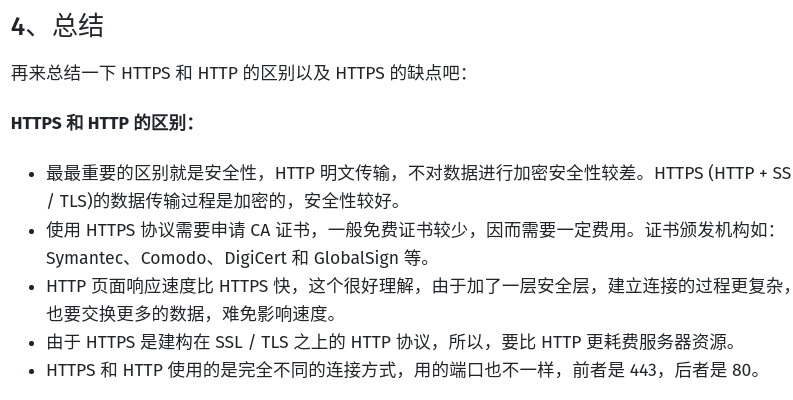 4、总结
再来总结一下 HTTPS 和 HTTP 的区别以及 HTTPS 的缺点吧：
HTTPS 和 HTTP 的区别：
• 最最重要的区别就是安全性，HTTP 明文传输，不对数据进行加密安全性较差。HTTPS (HTTP + SS
/ TLS)的数据传输过程是加密的，安全性较好。
• 使用 HTTPS 协议需要申请 CA 证书，一般免费证书较少，因而需要一定费用。证书颁发机构如：
Symantec、Comodo、DigiCert 和 GlobalSign 等。
• HTTP 页面响应速度比 HTTPS 快，这个很好理解，由于加了一层安全层，建立连接的过程更复杂，
也要交换更多的数据，难免影响速度。
• 由于 HTTPS 是建构在 SSL / TLS 之上的 HTTP 协议，所以，要比 HTTP 更耗费服务器资源。
• HTTPS 和 HTTP 使用的是完全不同的连接方式，用的端口也不一样，前者是 443，后者是 80。